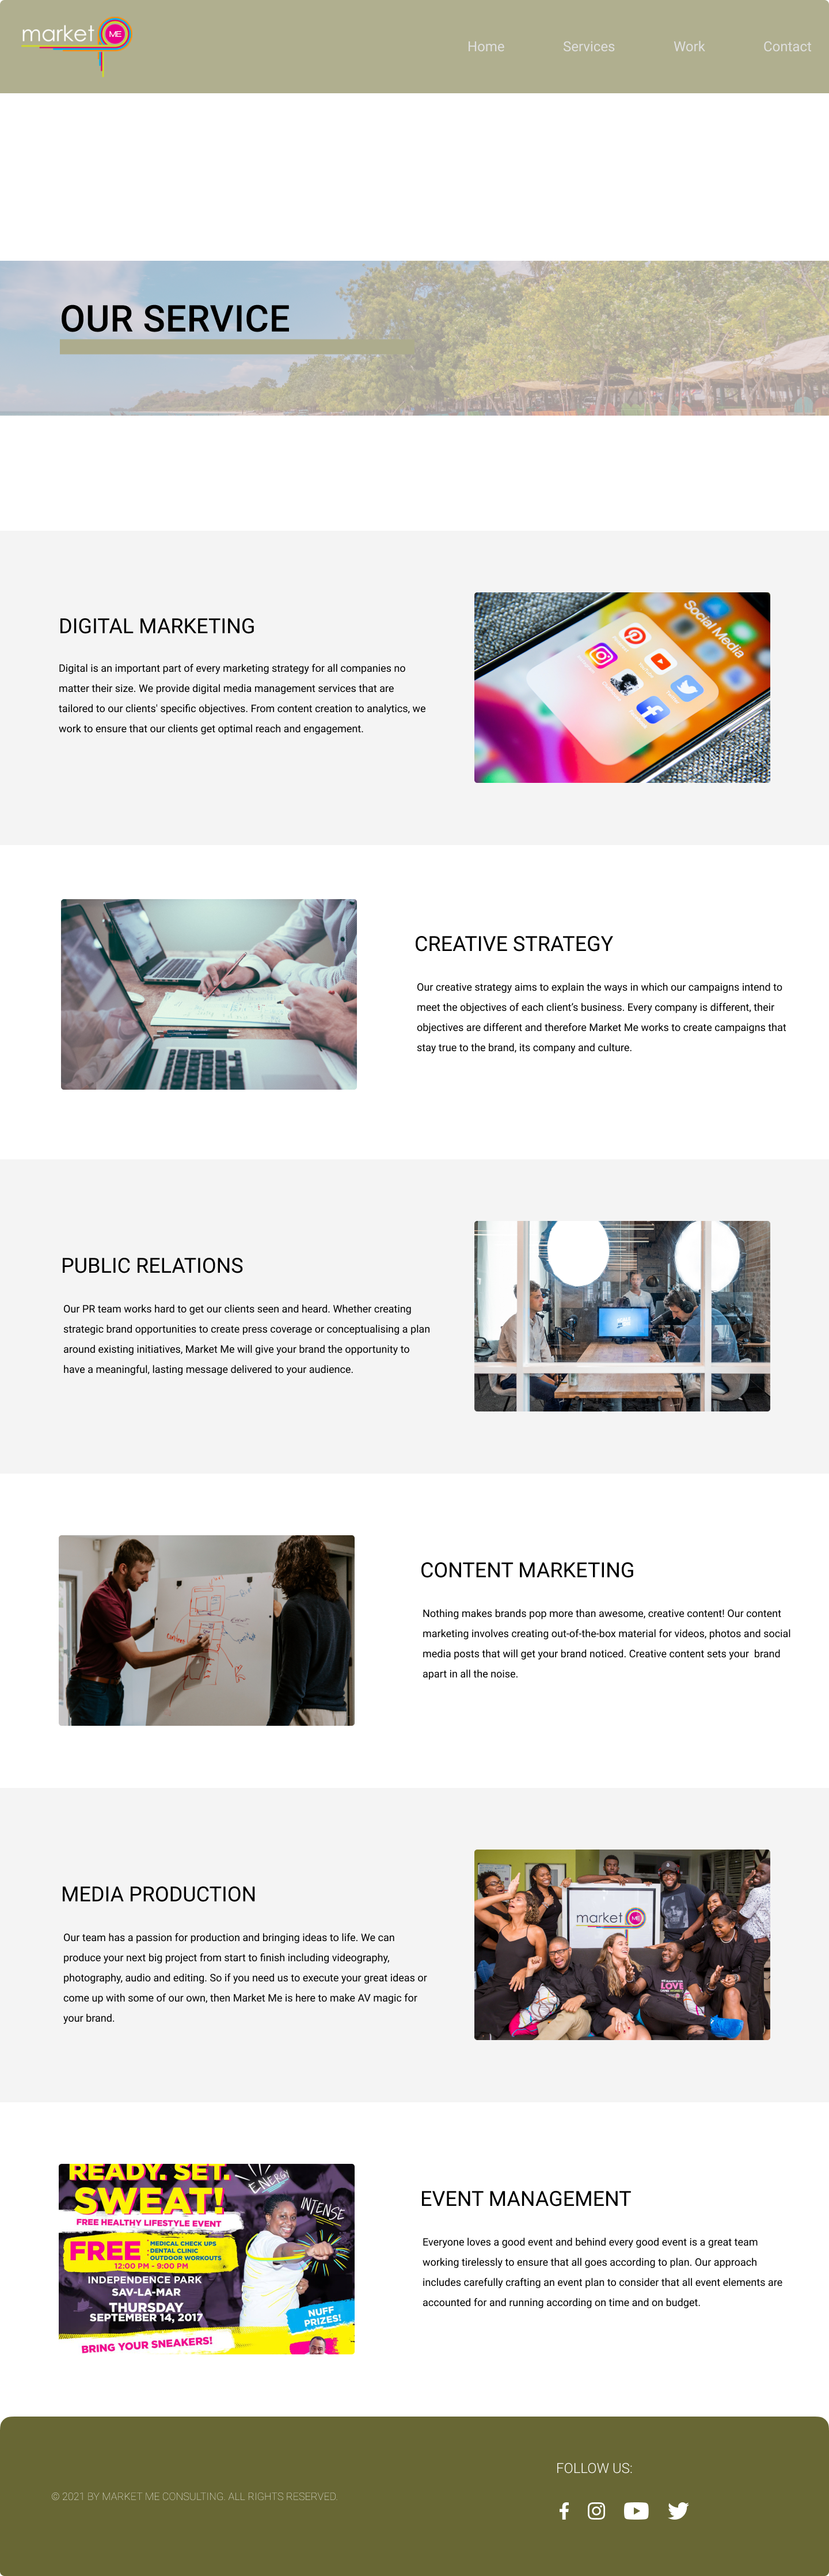 market ME
Home Services Work Contact
OUR SERVICE
DIGITAL MARKETING
Digital is an important part of every marketing strategy for all companies no
matter their size. We provide digital media management services that are
tailored to our clients' specific objectives. From content creation to analytics, we
work to ensure that our clients get optimal reach and engagement.
Social Media
CREATIVE STRATEGY
Our creative strategy aims to explain the ways in which our campaigns intend to
meet the objectives of each client's business. Every company is different, their
objectives are different and therefore Market Me works to create campaigns that
stay true to the brand, its company and culture.
PUBLIC RELATIONS
Our PR team works hard to get our clients seen and heard. Whether creating
strategic brand opportunities to create press coverage or conceptualising a plan
around existing initiatives, Market Me will give your brand the opportunity to
have a meaningful, lasting message delivered to your audience.
CONTENT MARKETING
Nothing makes brands pop more than awesome, creative content! Our content
marketing involves creating out-of-the-box material for videos, photos and social
media posts that will get your brand noticed. Creative content sets your  brand
apart in all the noise.
MEDIA PRODUCTION
Our team has a passion for production and bringing ideas to life. We can
produce your next big project from start to finish including videography,
photography, audio and editing. So if you need us to execute your great ideas or
come up with some of our own, then Market Me is here to make AV magic for
your brand.
market ME
LOVE
READY. SET.
SWEAT!
FREE HEALTHY LIFESTYLE EVENT
FREE
• MEDICAL CHECK UPS
• DENTAL CLINIC
• OUTDOOR WORKOUTS
12:00 PM - 9:00 PM
INDEPENDENCE PARK
SAV-LA-MAR
THURSDAY
SEPTEMBER 14, 2017
BRING YOUR SNEAKERS!
ENERGY
INTENSE
NUFF
PRIZES!
EVENT MANAGEMENT
Everyone loves a good event and behind every good event is a great team
working tirelessly to ensure that all goes according to plan. Our approach
includes carefully crafting an event plan to consider that all event elements are
accounted for and running according on time and on budget.
FOLLOW US:
© 2021 BY MARKET ME CONSULTING. ALL RIGHTS RESERVED.